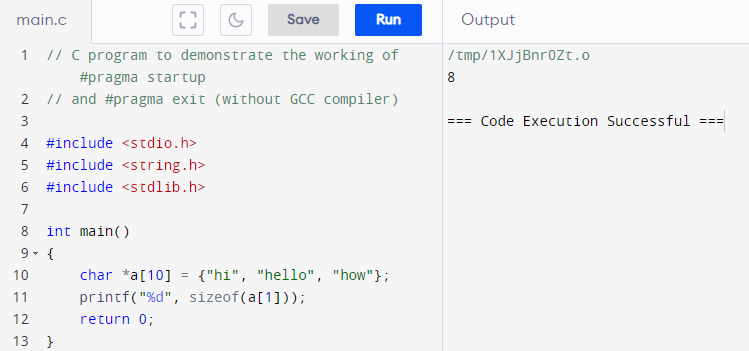 main.c Save Run Output
1 // C program to demonstrate the working of
#pragma startup
2 // and #pragma exit (without GCC compiler)
3
4 #include <stdio.h>
5 #include <string.h>
6 #include <stdlib.h>
7
8 int main()
9 {
10 char *a[10] = {"hi", "hello", "how"};
11 printf("%d", sizeof(a[1]));
12 return 0;
13 }
/tmp/1XJjBnr0Zt.o
8
=== Code Execution Successful ===